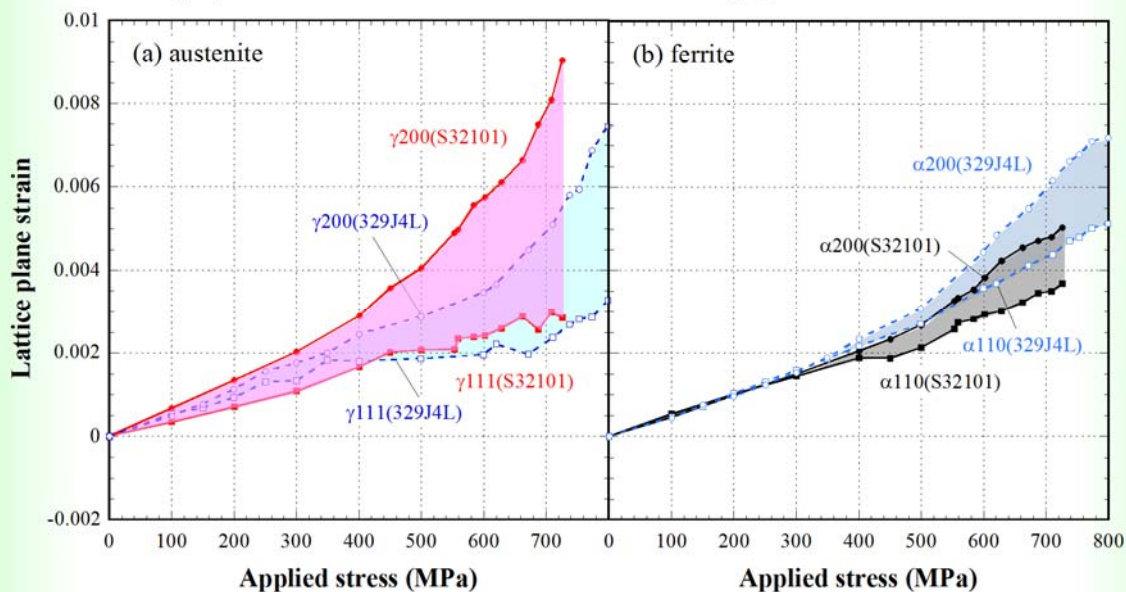 (a) austenite
(b) ferrite
0.01
0.008
0.006
0.004
0.002
0
-0.002
Lattice plane strain
γ200(S32101)
γ200(329J4L)
γ111(S32101)
γ111(329J4L)
α200(329J4L)
α200(S32101)
α110(329J4L)
α110(S32101)
0 100 200 300 400 500 600 700
0 100 200 300 400 500 600 700 800
Applied stress (MPa)
Applied stress (MPa)